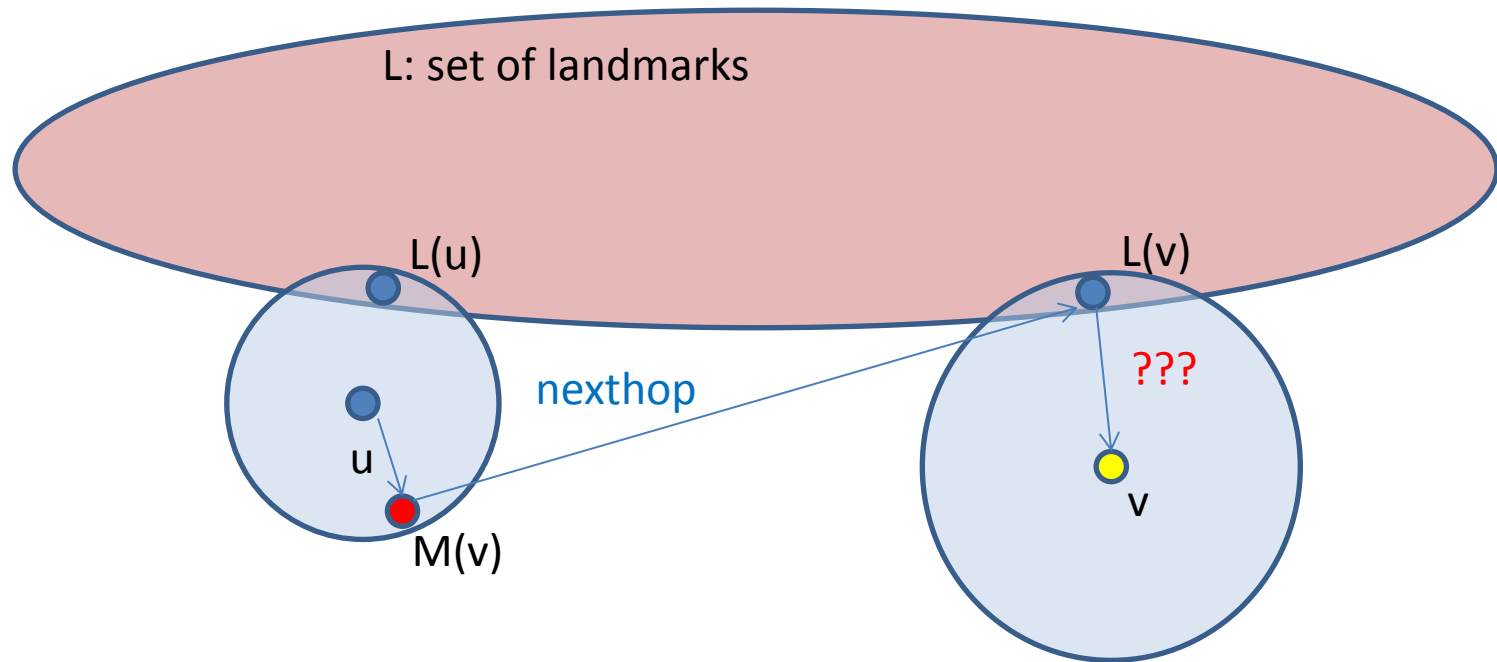 L: set of landmarks
L(u)
L(v)
nexthop
???
u
v
M(v)